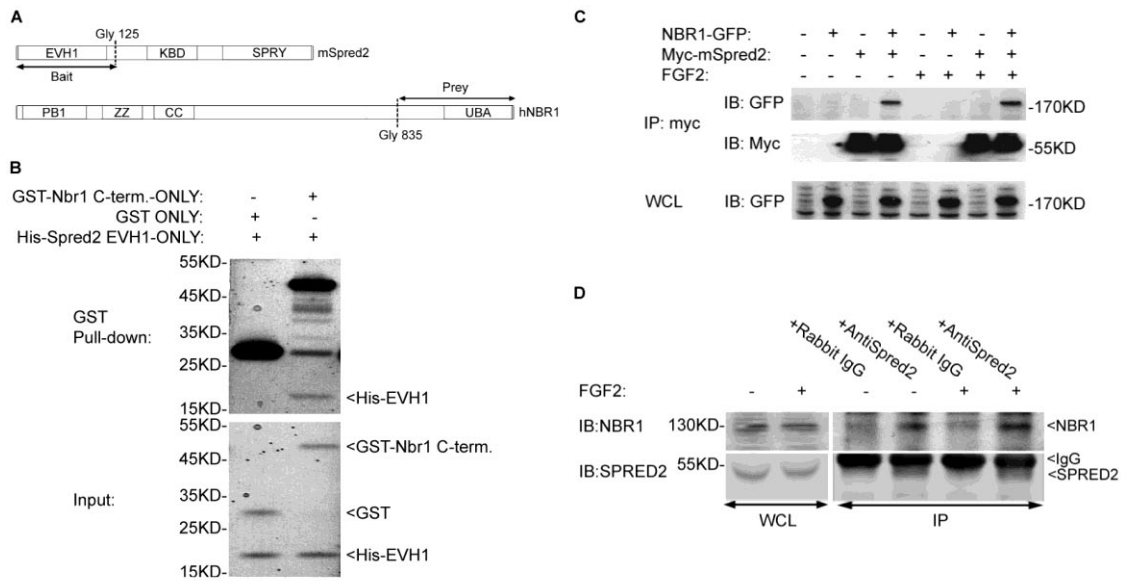 A
Gly 125
EVH1 KBD SPRY mSpred2
Bait
Prey
PB1 ZZ CC UBA hNBR1
Gly 835
B
GST-Nbr1 C-term.-ONLY: - +
GST ONLY: + -
His-Spred2 EVH1-ONLY: + +
55KD-
45KD-
GST
Pull-down:
35KD-
25KD-
<His-EVH1
15KD-
55KD-
<GST-Nbr1 C-term.
45KD-
Input:
35KD-
<GST
25KD-
<His-EVH1
15KD-
C
NBR1-GFP: - + - + - + - +
Myc-mSpred2: - - + + - - + +
FGF2: - - - - + + + +
IP: myc
IB: GFP -170KD
IB: Myc -55KD
WCL IB: GFP -170KD
D
+Rabbit IgG
+AntiSpred2
+Rabbit IgG
+AntiSpred2
FGF2: - + - - + +
IB:NBR1 130KD- <NBR1
IB:SPRED2 55KD- <IgG
<SPRED2
WCL IP